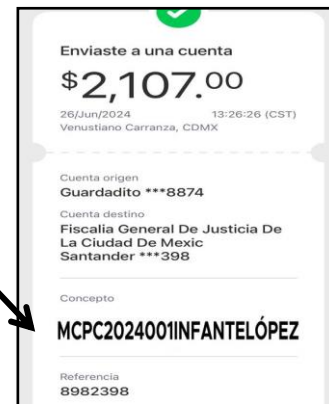 Enviaste a una cuenta
$2,107.00
26/Jun/2024 13:26:26 (CST)
Venustiano Carranza, CDMX
Cuenta origen
Guardadito ***8874
Cuenta destino
Fiscalia General De Justicia De
La Ciudad De Mexic
Santander ***398
Concepto
MCPC2024001INFANTELÓPEZ
Referencia
8982398